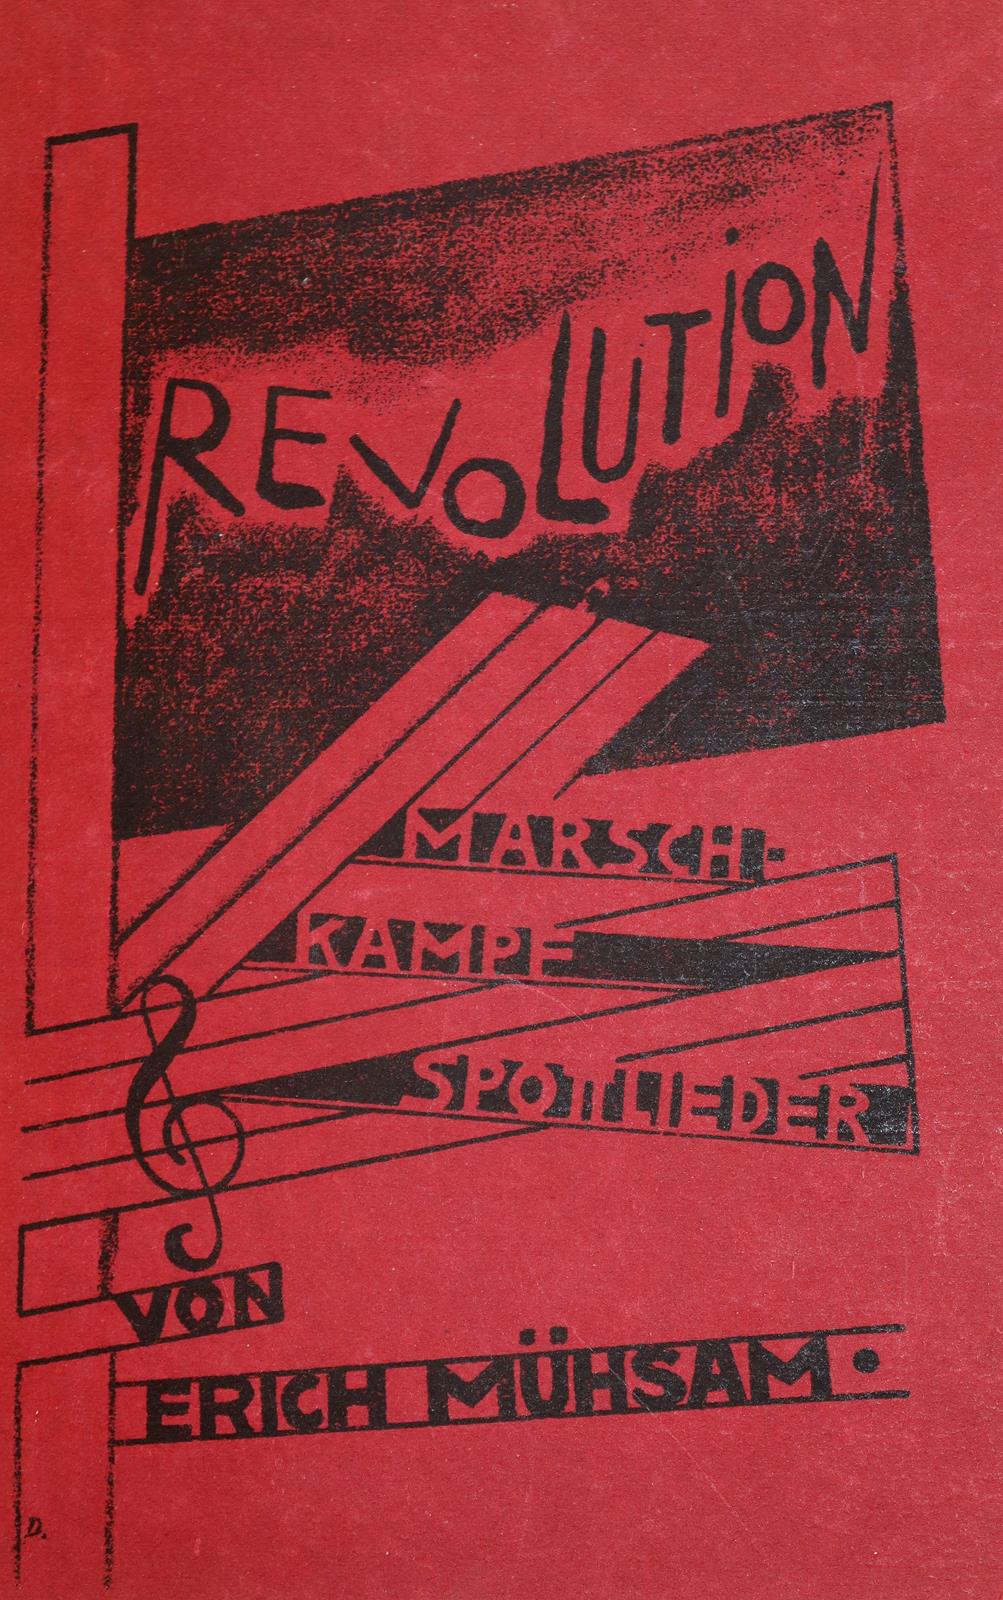 REVOLUTION
MARSCH-
KAMPF
SPOTTLIEDER
VON
ERICH MÜHSAM.
D.